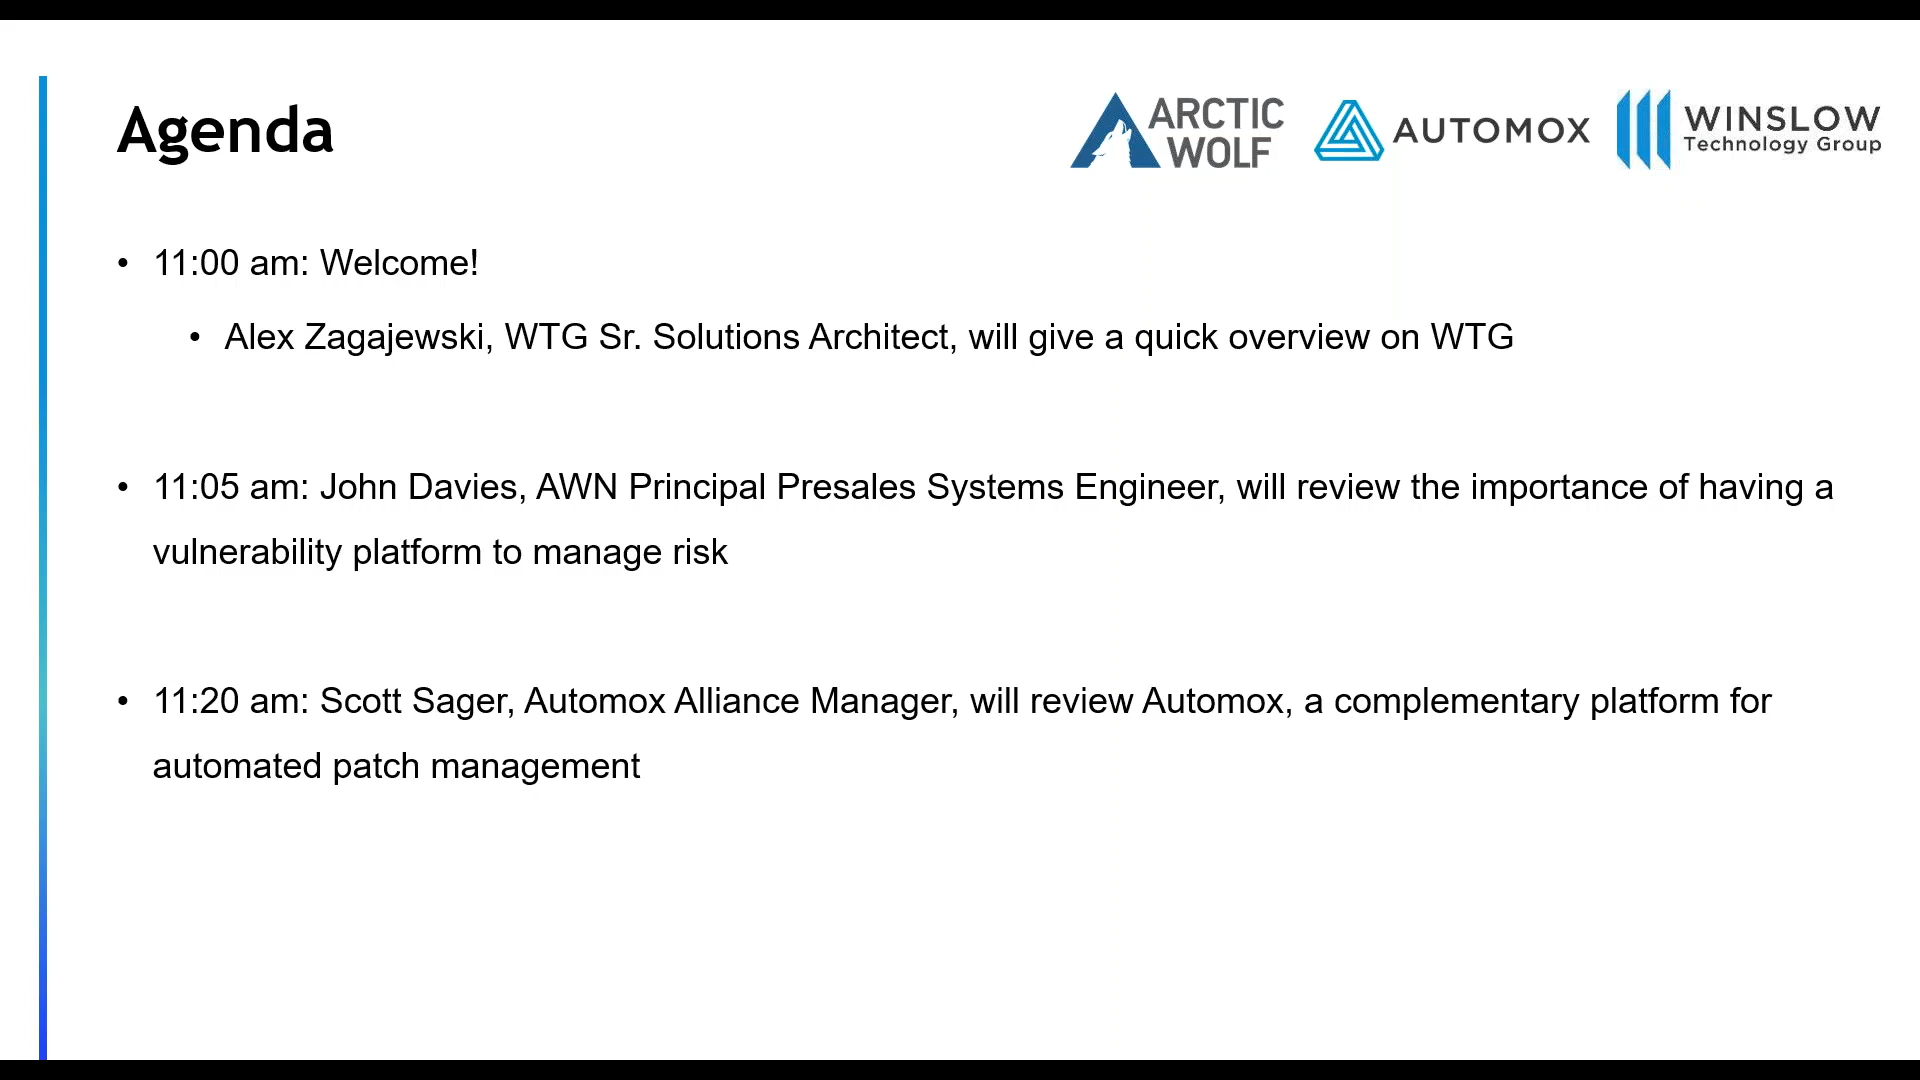 Agenda
ARCTIC
WOLF
AUTOMOX
WINSLOW
Technology Group
• 11:00 am: Welcome!
• Alex Zagajewski, WTG Sr. Solutions Architect, will give a quick overview on WTG
• 11:05 am: John Davies, AWN Principal Presales Systems Engineer, will review the importance of having a
vulnerability platform to manage risk
• 11:20 am: Scott Sager, Automox Alliance Manager, will review Automox, a complementary platform for
automated patch management